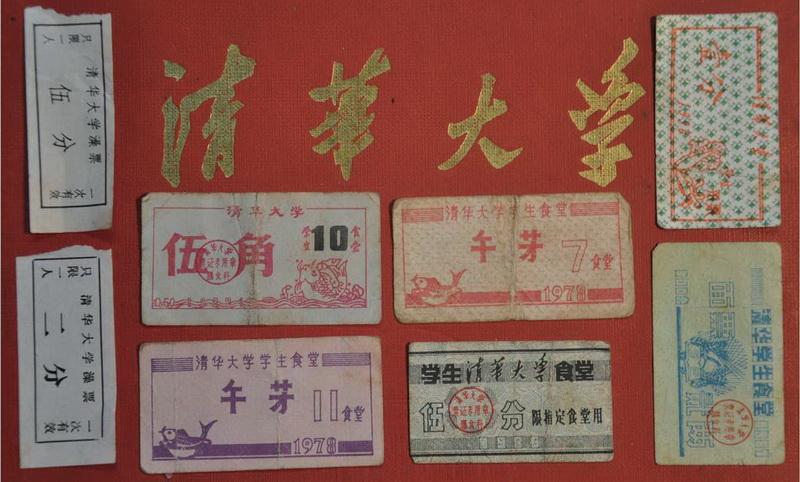 清華大学
只限一人
清华大学澡票
伍分
一次有效
只限一人
清华大学澡票
二分
一次有效
清华大学
伍角
学生
10
食堂
清华大学学生食堂
午芽
7食堂
1978
清华大学学生食堂
午芽
11食堂
1978
学生清华大学食堂
伍分
限指定食堂用
壹分
清华学生食堂